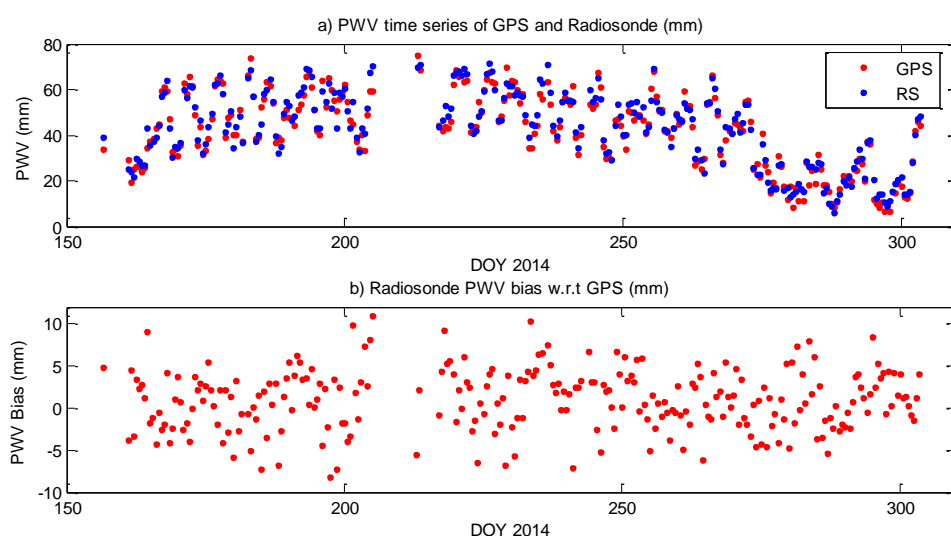 a) PWV time series of GPS and Radiosonde (mm)
80
60
40
20
0
PWV (mm)
GPS
RS
150
200
250
300
DOY 2014
b) Radiosonde PWV bias w.r.t GPS (mm)
10
5
0
-5
-10
PWV Bias (mm)
150
200
250
300
DOY 2014